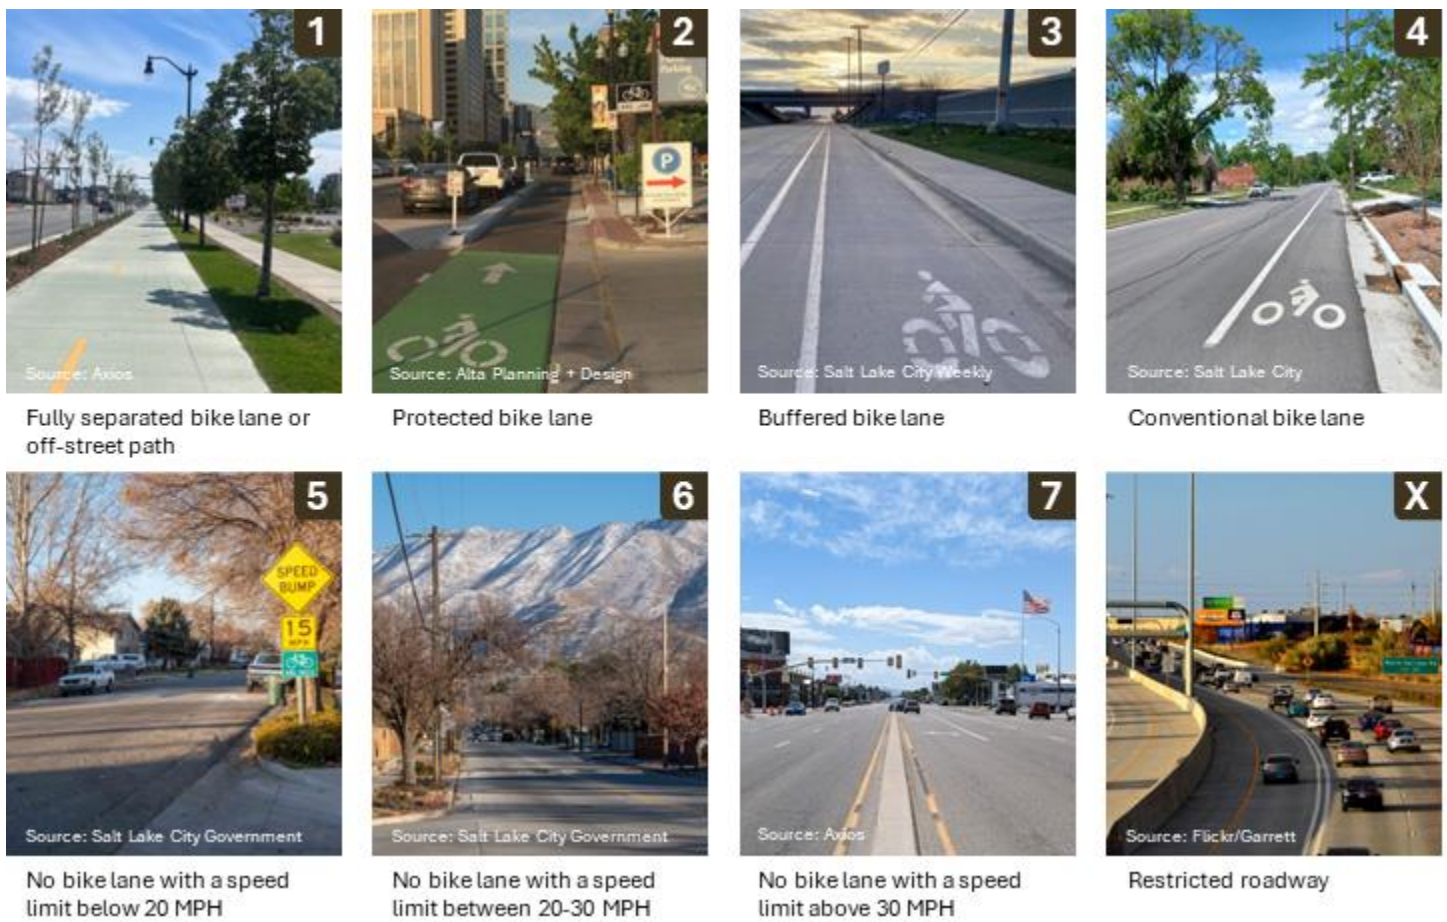 1
2
P
Source: Axios
Source: Alta Planning + Design
Fully separated bike lane or
off-street path
Protected bike lane
3
4
Source: Salt Lake City Weekly
Source: Salt Lake City
Buffered bike lane
Conventional bike lane
5
SPEED
BUMP
15
MPH
Source: Salt Lake City Government
No bike lane with a speed
limit below 20 MPH
6
Source: Salt Lake City Government
No bike lane with a speed
limit between 20-30 MPH
7
Source: Axios
No bike lane with a speed
limit above 30 MPH
X
Source: Flickr/Garrett
Restricted roadway